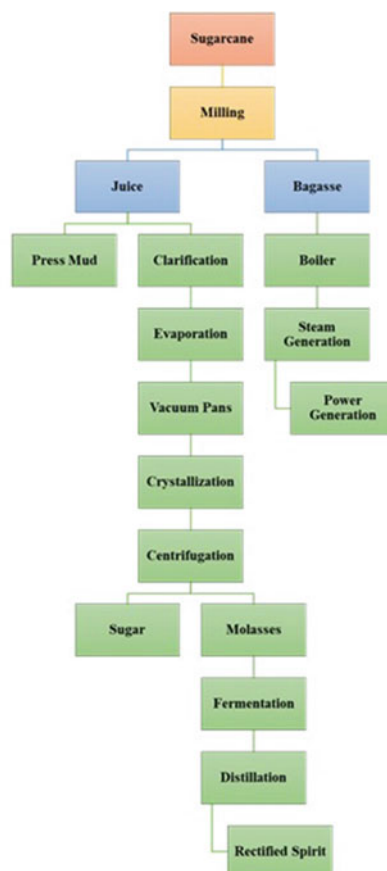 Sugarcane
Milling
Juice
Bagasse
Press Mud
Clarification
Boiler
Evaporation
Steam
Generation
Vacuum Pans
Power
Generation
Crystallization
Centrifugation
Sugar
Molasses
Fermentation
Distillation
Rectified Spirit